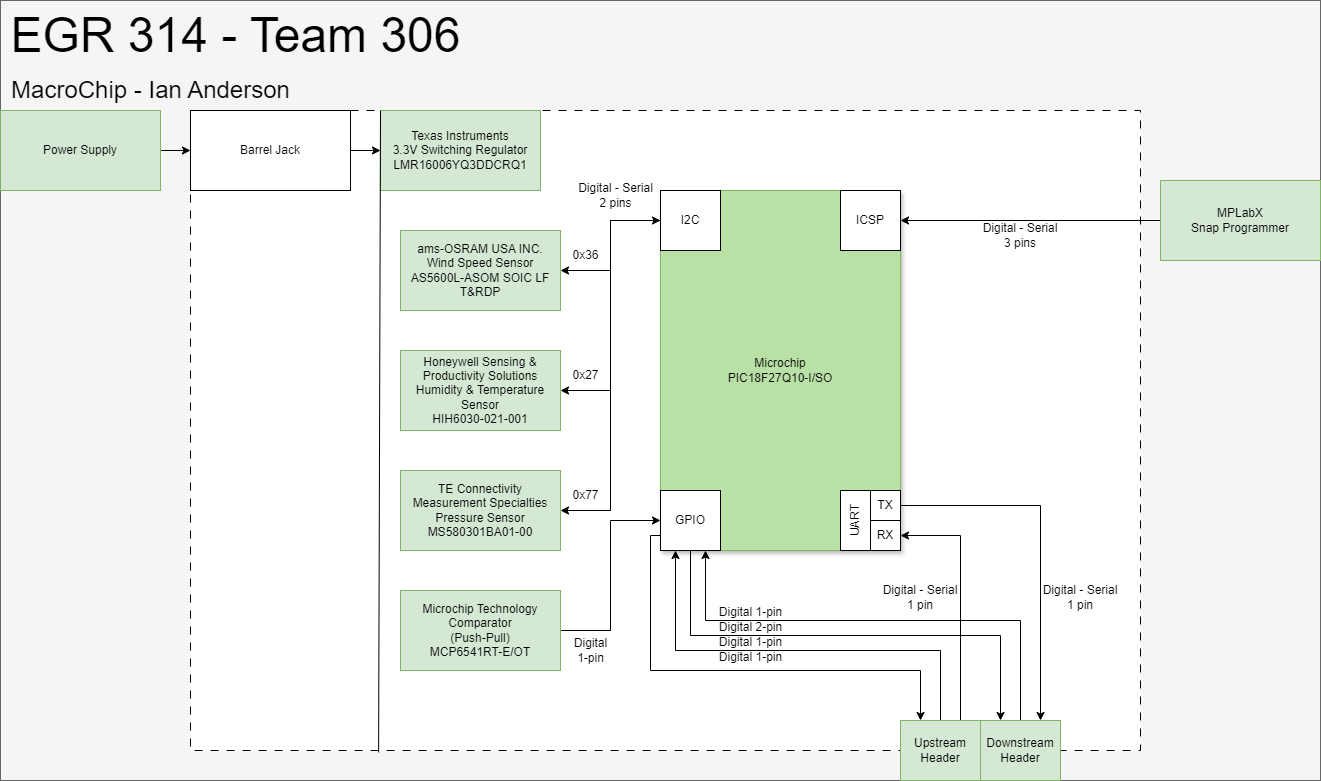 EGR 314 - Team 306
MacroChip - Ian Anderson
Power Supply
Barrel Jack
Texas Instruments
3.3V Switching Regulator
LMR16006YQ3DDCRQ1
Digital - Serial
2 pins
I2C
ICSP
Digital - Serial
3 pins
MPLabX
Snap Programmer
ams-OSRAM USA INC.
Wind Speed Sensor
AS5600L-ASOM SOIC LF
T&RDP
0x36
Honeywell Sensing &
Productivity Solutions
Humidity & Temperature
Sensor
HIH6030-021-001
0x27
Microchip
PIC18F27Q10-I/SO
TE Connectivity
Measurement Specialties
Pressure Sensor
MS580301BA01-00
0x77
GPIO
UART
TX
RX
Microchip Technology
Comparator
(Push-Pull)
MCP6541RT-E/OT
Digital
1-pin
Digital 1-pin
Digital 2-pin
Digital 1-pin
Digital 1-pin
Digital - Serial
1 pin
Digital - Serial
1 pin
Upstream
Header
Downstream
Header